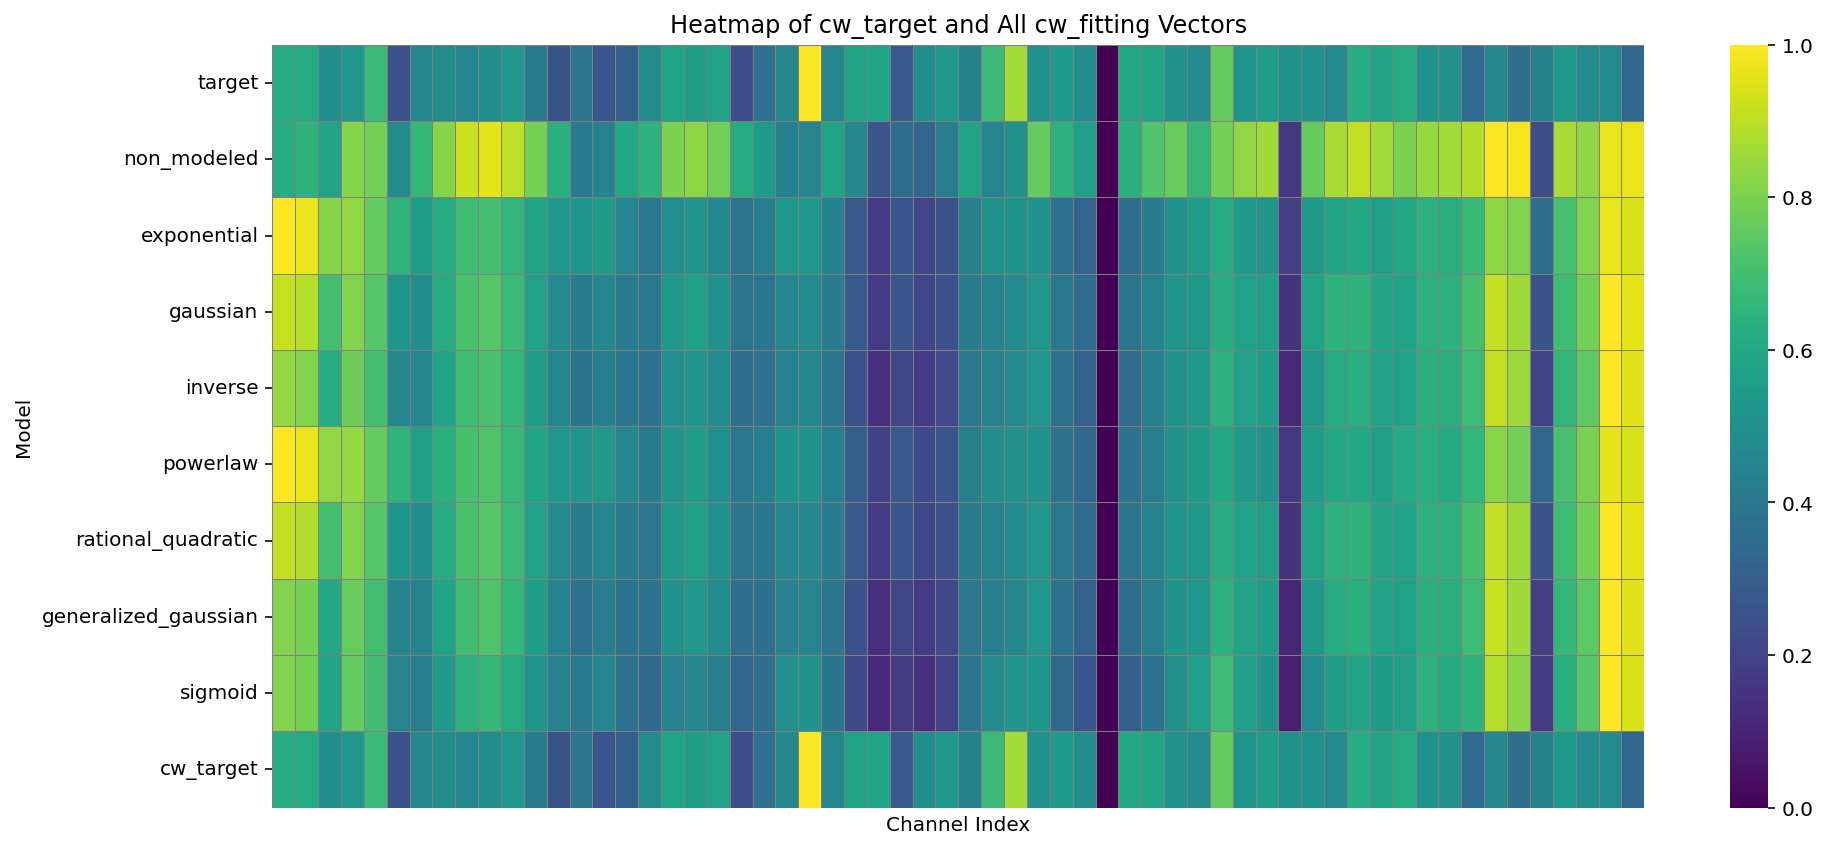 Heatmap of cw_target and All cw_fitting Vectors
Model
target
non_modeled
exponential
gaussian
inverse
powerlaw
rational_quadratic
generalized_gaussian
sigmoid
cw_target
Channel Index
1.0
0.8
0.6
0.4
0.2
0.0